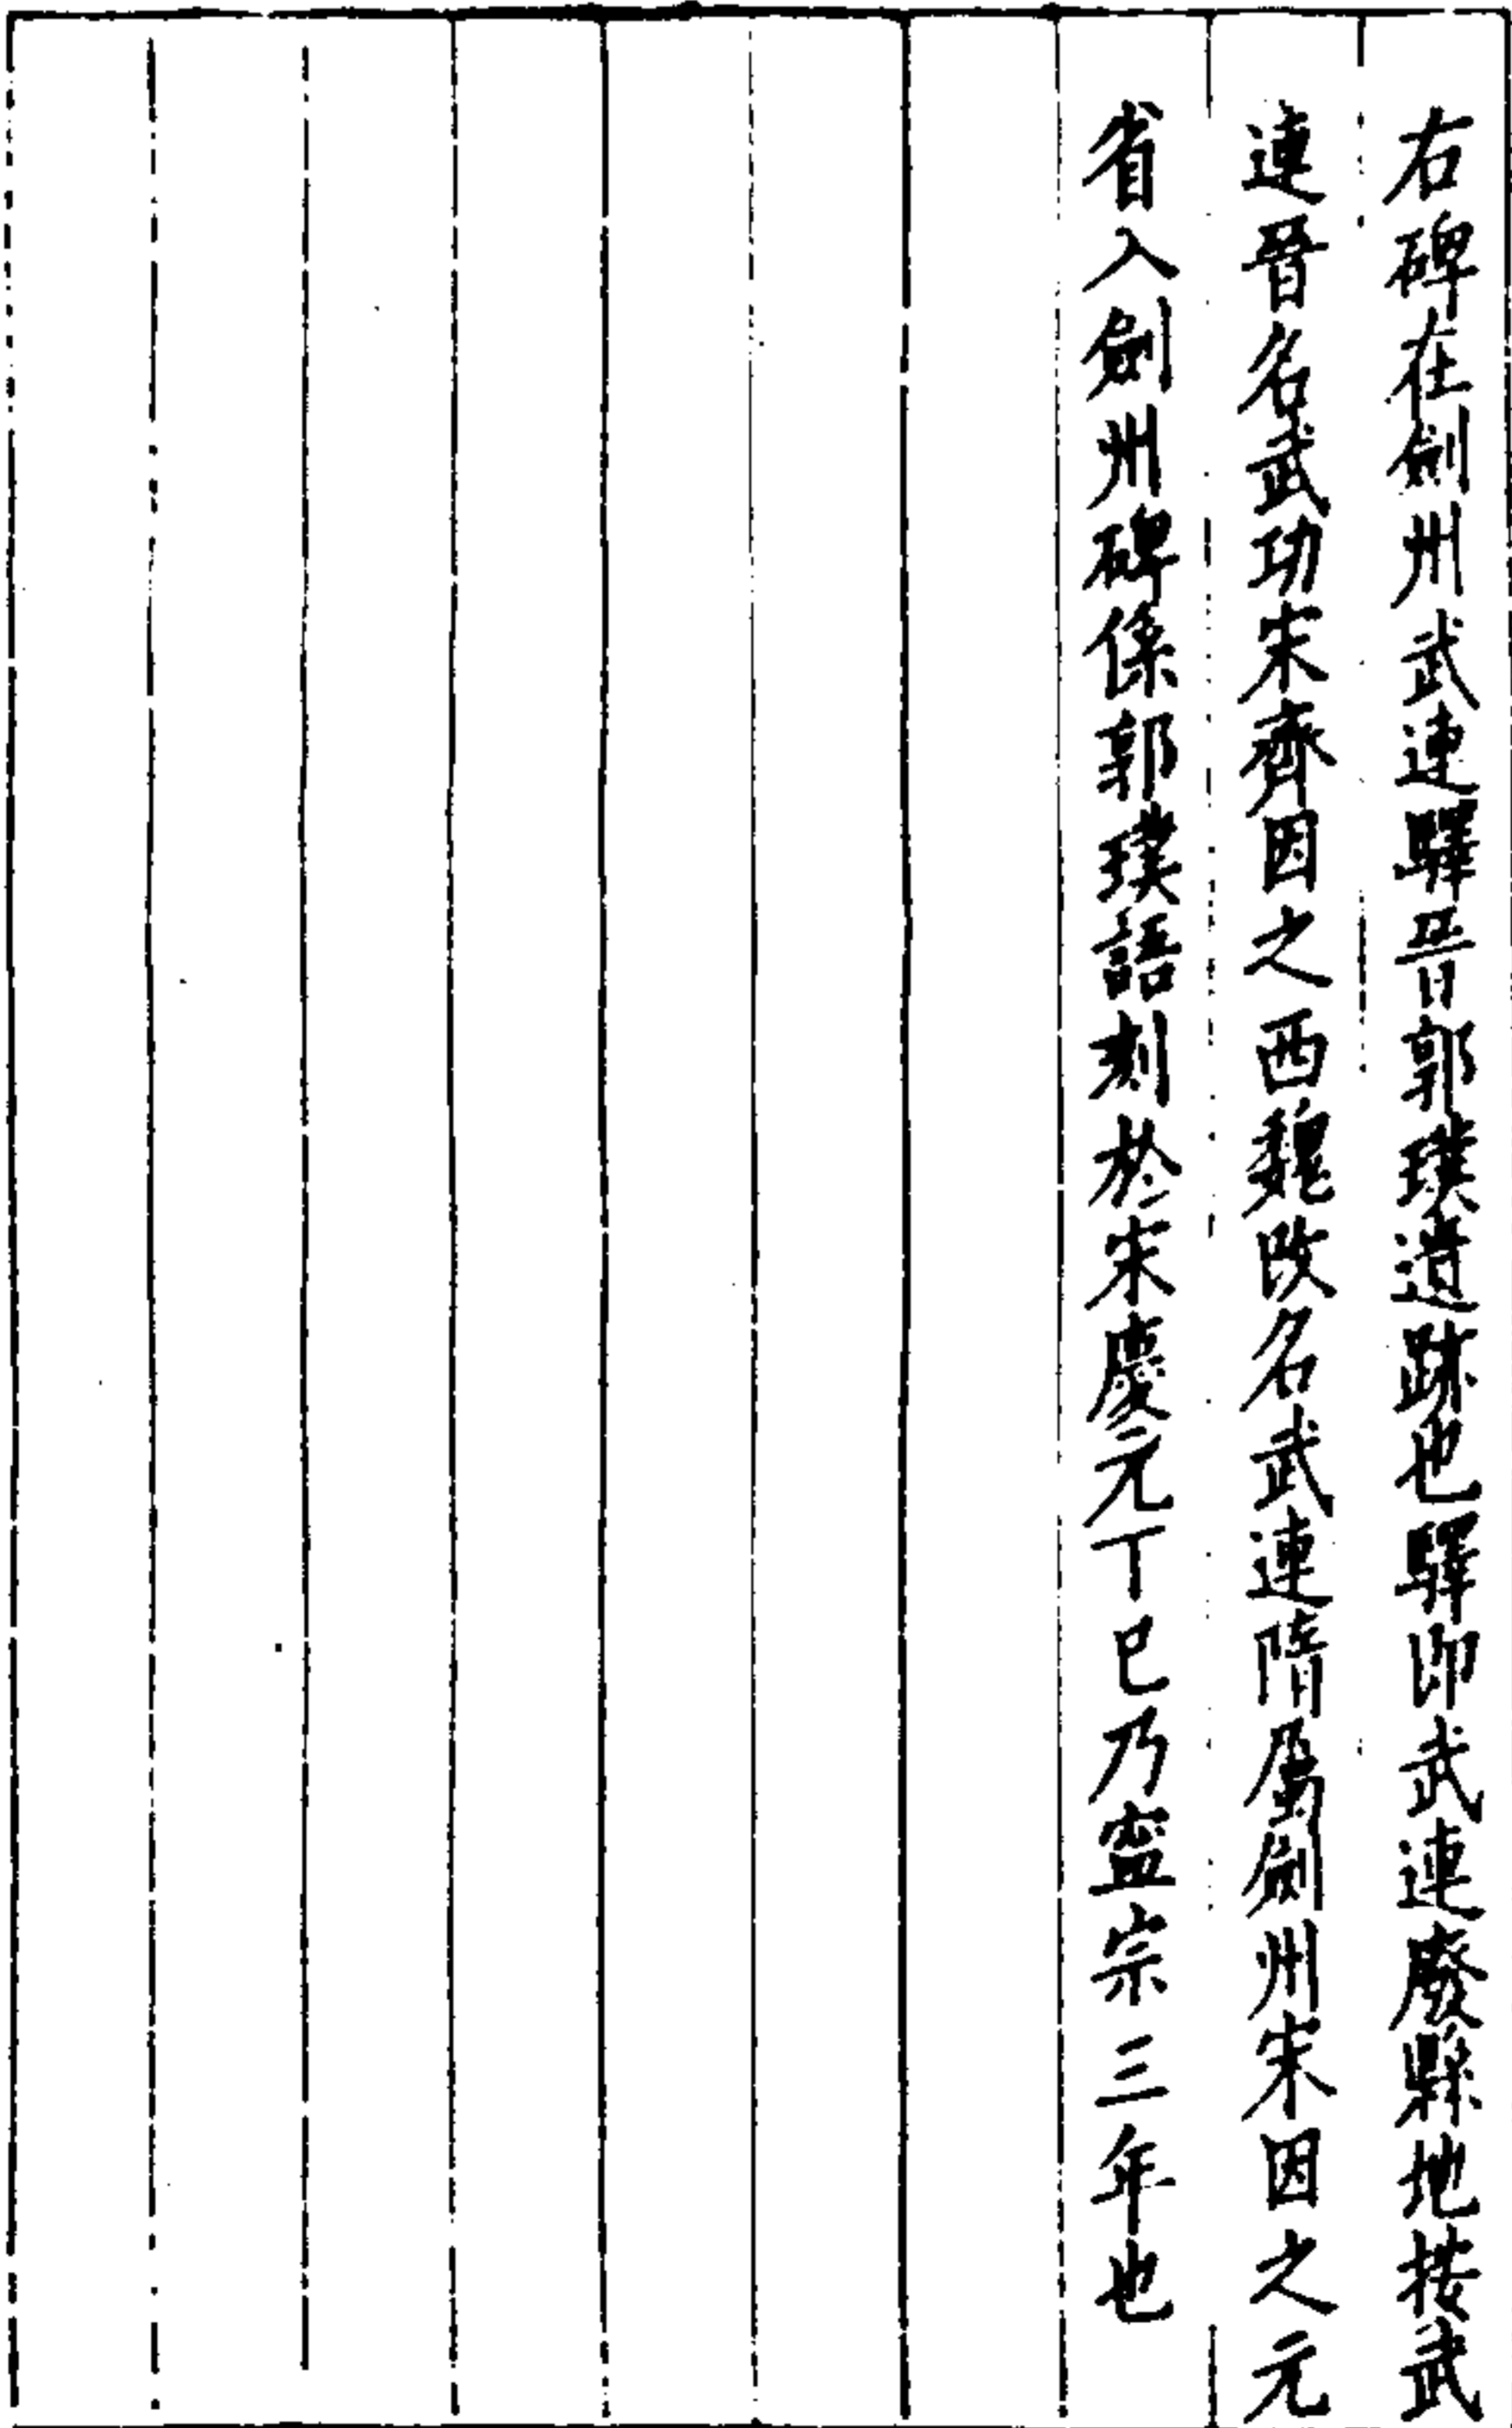 右碑在劍州武連驛晉郭璞遺跡也驛即武連廢縣地按武
連晉名武功宋齊因之西魏改名武連隋屬劍州宋因之元
省入劍州碑係郭璞語刻於宋慶元丁巳乃寧宗三年也